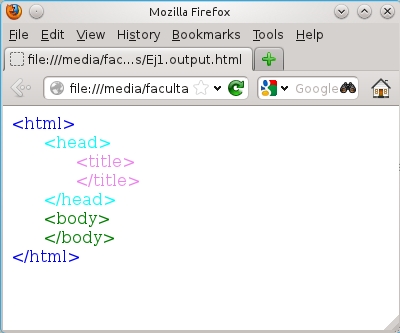 Mozilla Firefox
File Edit View History Bookmarks Tools Help
file:///media/fac...s/Ej1.output.html
file:///media/faculta Google
<html>
<head>
<title>
</title>
</head>
<body>
</body>
</html>